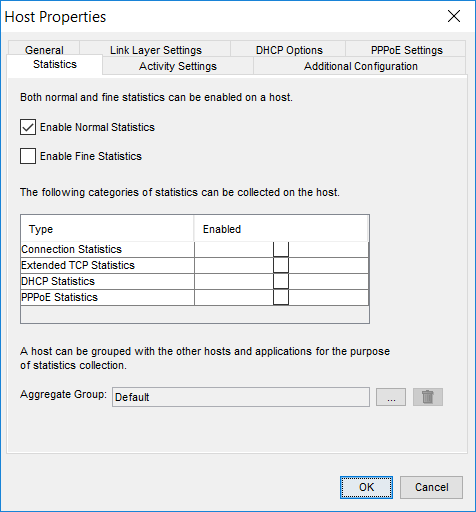 Host Properties
General Link Layer Settings DHCP Options PPPoE Settings
Statistics Activity Settings Additional Configuration
Both normal and fine statistics can be enabled on a host.
Enable Normal Statistics
Enable Fine Statistics
The following categories of statistics can be collected on the host.
Type Enabled
Connection Statistics
Extended TCP Statistics
DHCP Statistics
PPPoE Statistics
A host can be grouped with the other hosts and applications for the purpose
of statistics collection.
Aggregate Group: Default ...
OK Cancel